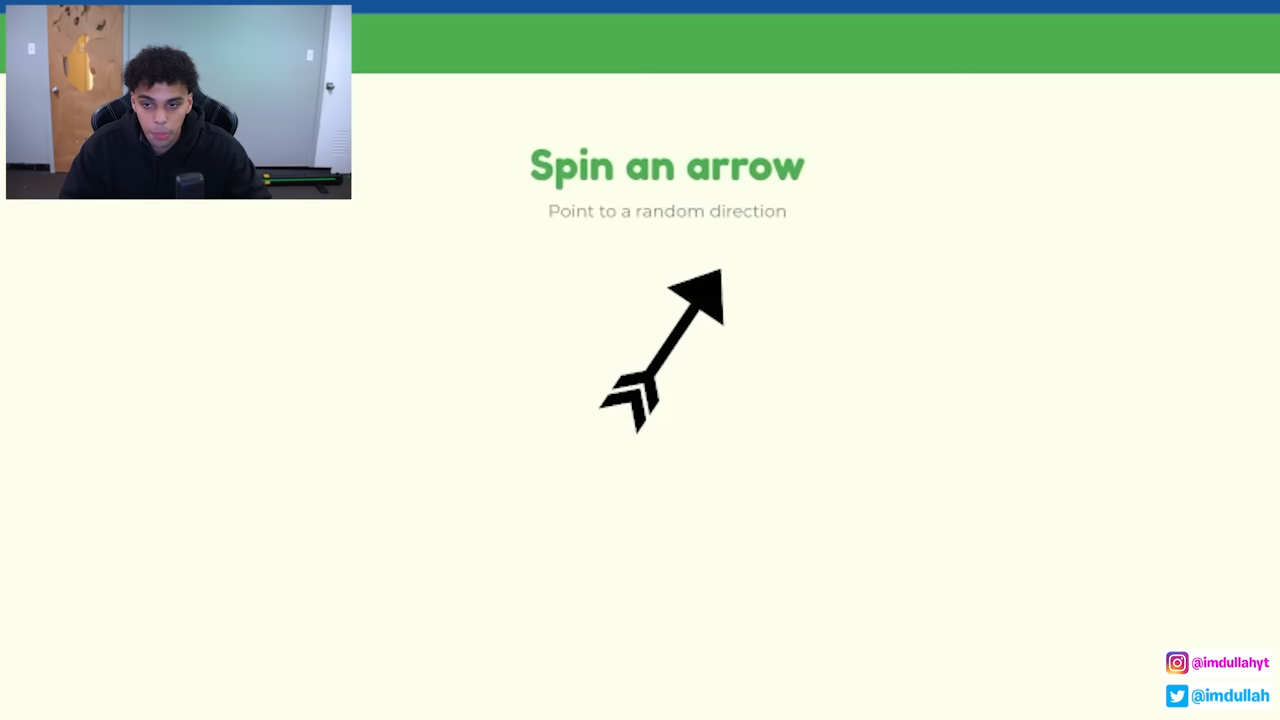 Spin an arrow
Point to a random direction
@imdullahyt
@imdullah